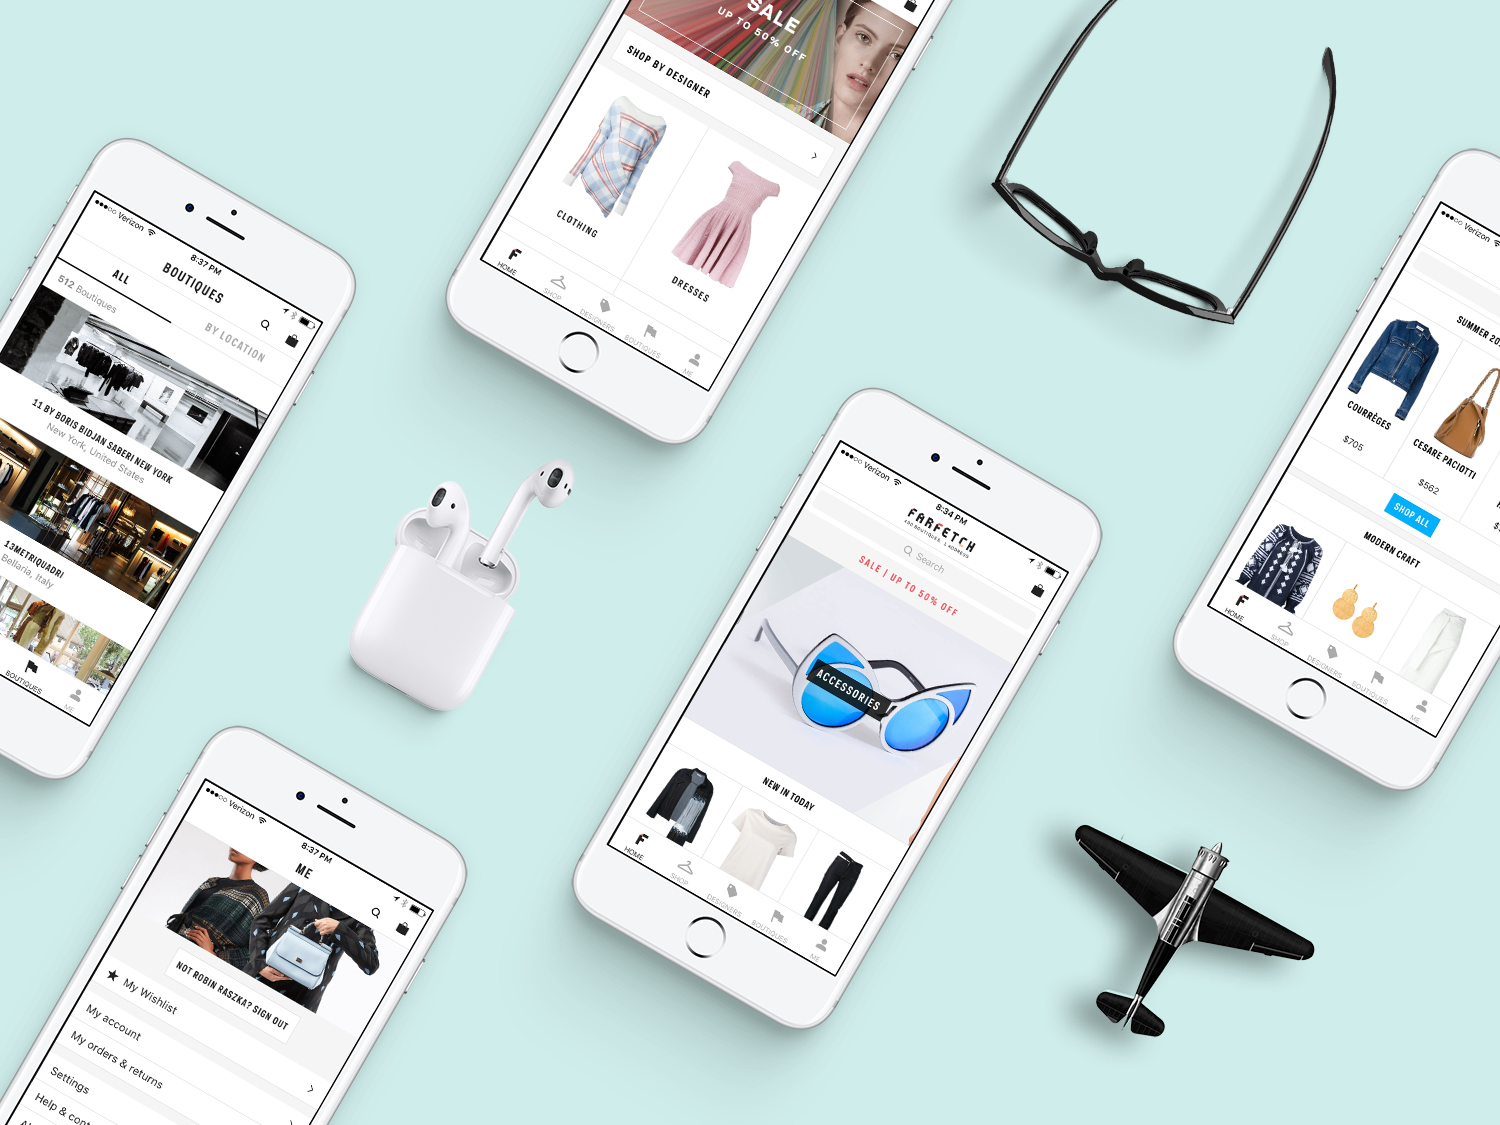 SALE
UP TO 50% OFF
SHOP BY DESIGNER
CLOTHING
DRESSES
HOME
SHOP
DESIGNERS
BOUTIQUES
ME
Verizon
8:37 PM
BOUTIQUES
ALL
BY LOCATION
512 Boutiques
11 BY BORIS BIDJAN SABERI NEW YORK
New York, United States
13METRIQUADRI
Bellaria, Italy
BOUTIQUES
ME
Verizon
SUMMER 20
COURRÈGES
$705
CESARE PACIOTTI
$562
SHOP ALL
MODERN CRAFT
HOME
SHOP
DESIGNERS
BOUTIQUES
ME
Verizon
8:34 PM
FARFETCH
400 BOUTIQUES. 1 ADDRESS
Search
SALE | UP TO 50% OFF
ACCESSORIES
NEW IN TODAY
HOME
SHOP
DESIGNERS
BOUTIQUES
ME
Verizon
8:37 PM
ME
NOT ROBIN RASZKA? SIGN OUT
My Wishlist
My account
My orders & returns
Settings
Help & cont